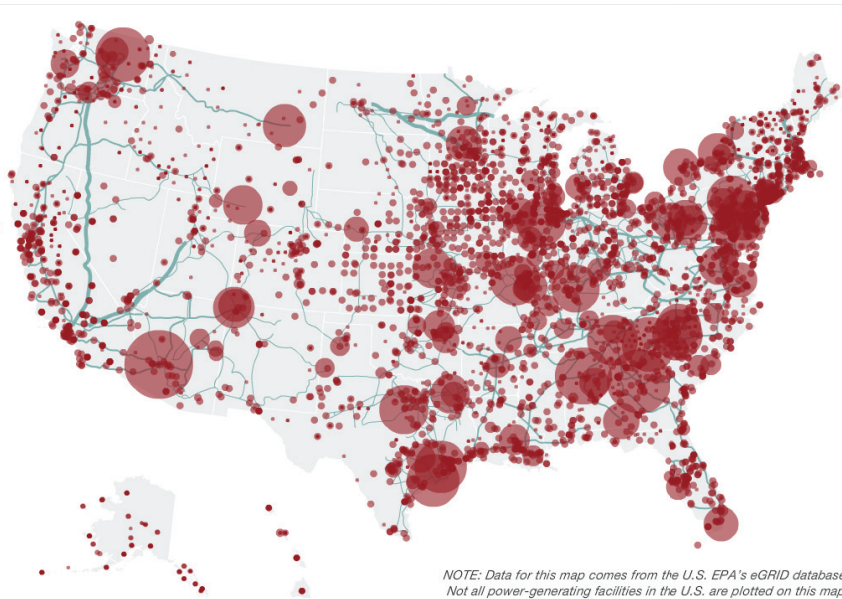 NOTE: Data for this map comes from the U.S. EPA's eGRID database
Not all power-generating facilities in the U.S. are plotted on this map